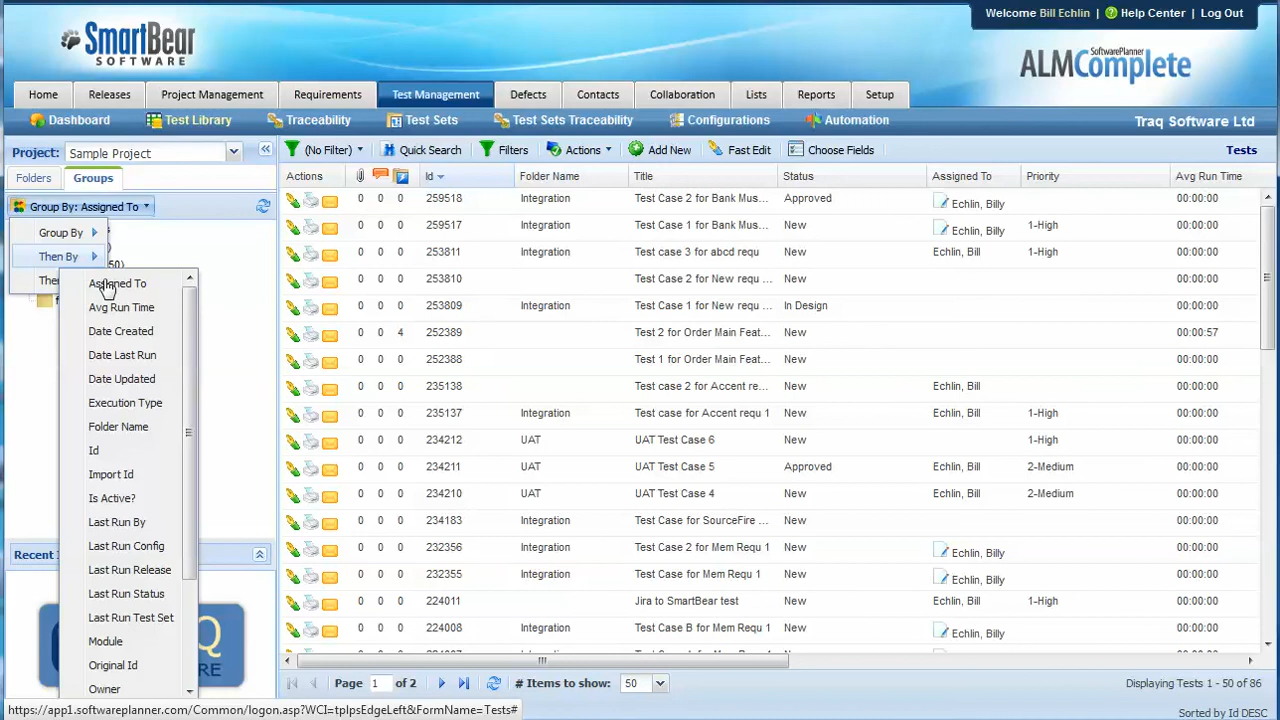 Welcome Bill Echlin | Help Center | Log Out
SMARTBEAR
SOFTWARE
SOFTWAREPLANNER
ALMComplete
Home Releases Project Management Requirements Test Management Defects Contacts Collaboration Lists Reports Setup
Dashboard Test Library Traceability Test Sets Test Sets Traceability Configurations Automation Traq Software Ltd
Project: Sample Project
Folders Groups
Group By: Assigned To
Group By
Then By
Assigned To
Avg Run Time
Date Created
Date Last Run
Date Updated
Execution Type
Folder Name
Id
Import Id
Is Active?
Last Run By
Last Run Config
Last Run Release
Last Run Status
Last Run Test Set
Module
Original Id
Owner
(No Filter) Quick Search Filters Actions Add New Fast Edit Choose Fields Tests
Actions Id Folder Name Title Status Assigned To Priority Avg Run Time
0 0 0 259518 Integration Test Case 2 for Bank Mus... Approved Echlin, Billy 00:00:00
0 0 0 259517 Integration Test Case 1 for Bank Mus... New Echlin, Billy 1-High 00:00:00
0 0 0 253811 Integration Test case 3 for abcd requ New Echlin, Bill 1-High 00:00:00
0 0 0 253810 Test Case 2 for New requ ... New 00:00:00
0 0 0 253809 Integration Test Case 1 for New requ ... In Design 00:00:00
0 0 4 252389 Test 2 for Order Main Feat... New 00:00:57
0 0 0 252388 Test 1 for Order Main Feat... New 00:00:00
0 0 0 235138 Test case 2 for Accent re... New Echlin, Bill 00:00:00
0 0 0 235137 Integration Test case for Accent requ 1 New Echlin, Bill 1-High 00:00:00
0 0 0 234212 UAT UAT Test Case 6 New 1-High 00:00:00
0 0 0 234211 UAT UAT Test Case 5 Approved Echlin, Bill 2-Medium 00:00:00
0 0 0 234210 UAT UAT Test Case 4 New Echlin, Bill 2-Medium 00:00:00
0 0 0 234183 Test Case for SourceFire ... New 00:00:00
0 0 0 232356 Integration Test Case 2 for Mem Requ 1 New Echlin, Billy 00:00:00
0 0 0 232355 Integration Test Case for Mem Requ 1 New Echlin, Billy 00:00:00
0 0 0 224011 Jira to SmartBear test New Echlin, Bill 1-High 00:00:00
0 0 0 224008 Integration Test Case B for Mem Requ 1 New Echlin, Billy 00:00:00
Page 1 of 2 # Items to show: 50 Displaying Tests 1 - 50 of 86
https://app1.softwareplanner.com/Common/logon.asp?WCI=tplpsEdgeLeft&FormName=Tests#
Sorted by Id DESC